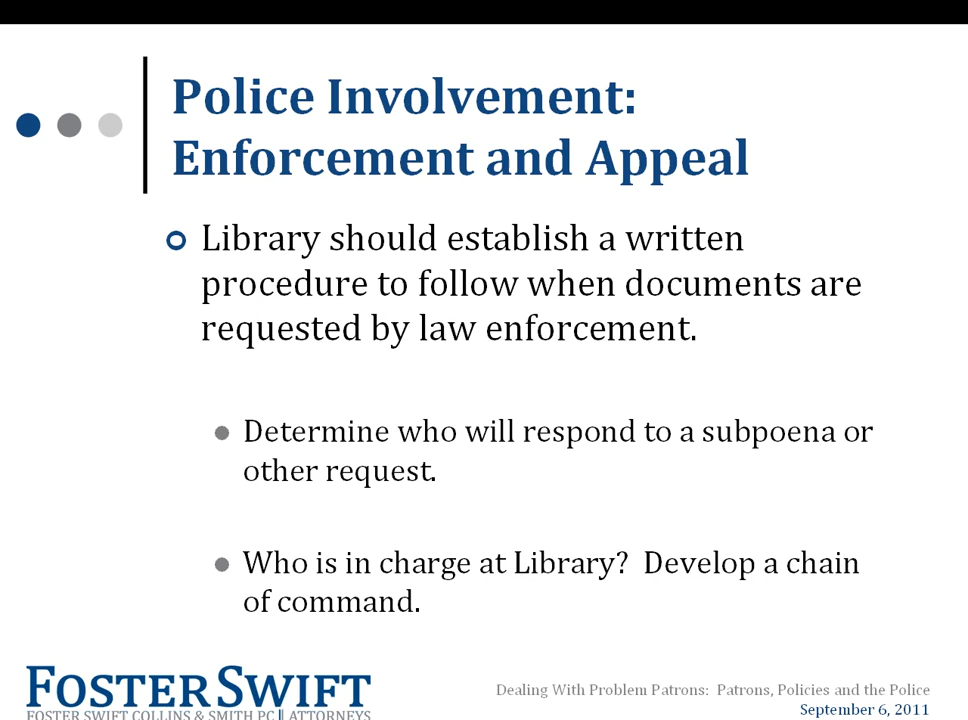 Police Involvement:
Enforcement and Appeal
Library should establish a written
procedure to follow when documents are
requested by law enforcement.
Determine who will respond to a subpoena or
other request.
Who is in charge at Library?  Develop a chain
of command.
FOSTER SWIFT
FOSTER SWIFT COLLINS & SMITH PC || ATTORNEYS
Dealing With Problem Patrons:  Patrons, Policies and the Police
September 6, 2011